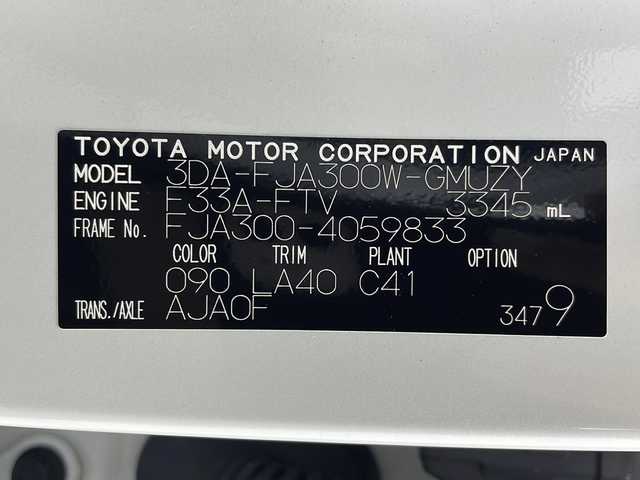 TOYOTA MOTOR CORPORATION JAPAN
MODEL 3DA-FJA300W-GMUZY
ENGINE F33A-FTV 3345 mL
FRAME No. FJA300-4059833
COLOR TRIM PLANT OPTION
090 LA40 C41
TRANS./AXLE AJA0F 3479